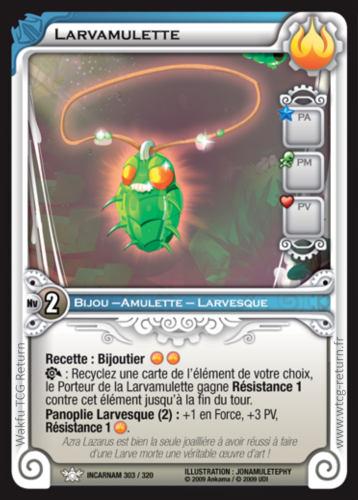 Larvamulette
PA
PM
PV
Nv 2
Bijou – Amulette – Larvesque
Recette : Bijoutier
: Recyclez une carte de l'élément de votre choix,
le Porteur de la Larvamulette gagne Résistance 1
contre cet élément jusqu'à la fin du tour.
Panoplie Larvesque (2) : +1 en Force, +3 PV,
Résistance 1 .
Azra Lazarus est bien la seule joaillière à avoir réussi à faire
d'une Larve morte une véritable œuvre d'art !
INCARNAM 303 / 320
ILLUSTRATION : JONAMULETEPHY
© 2009 Ankama / © 2009 UDI
Wakfu TCG Return
www.wtcg-return.fr